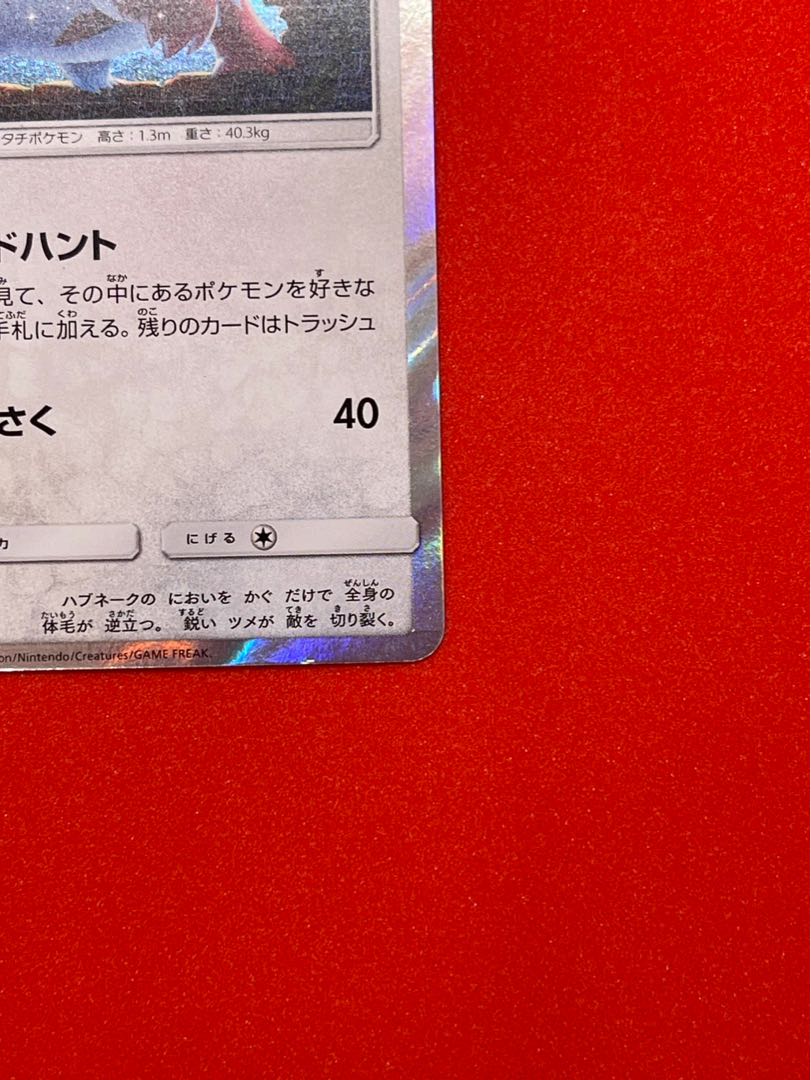 タチポケモン 高さ:1.3m 重さ:40.3kg
ドハント
見て、その中にあるポケモンを好きな
手札に加える。残りのカードはトラッシュ
さく 40
力 にげる
ハブネークの においを かぐ だけで 全身の
体毛が 逆立つ。 鋭い ツメが 敵を 切り裂く。
on/Nintendo/Creatures/GAME FREAK.